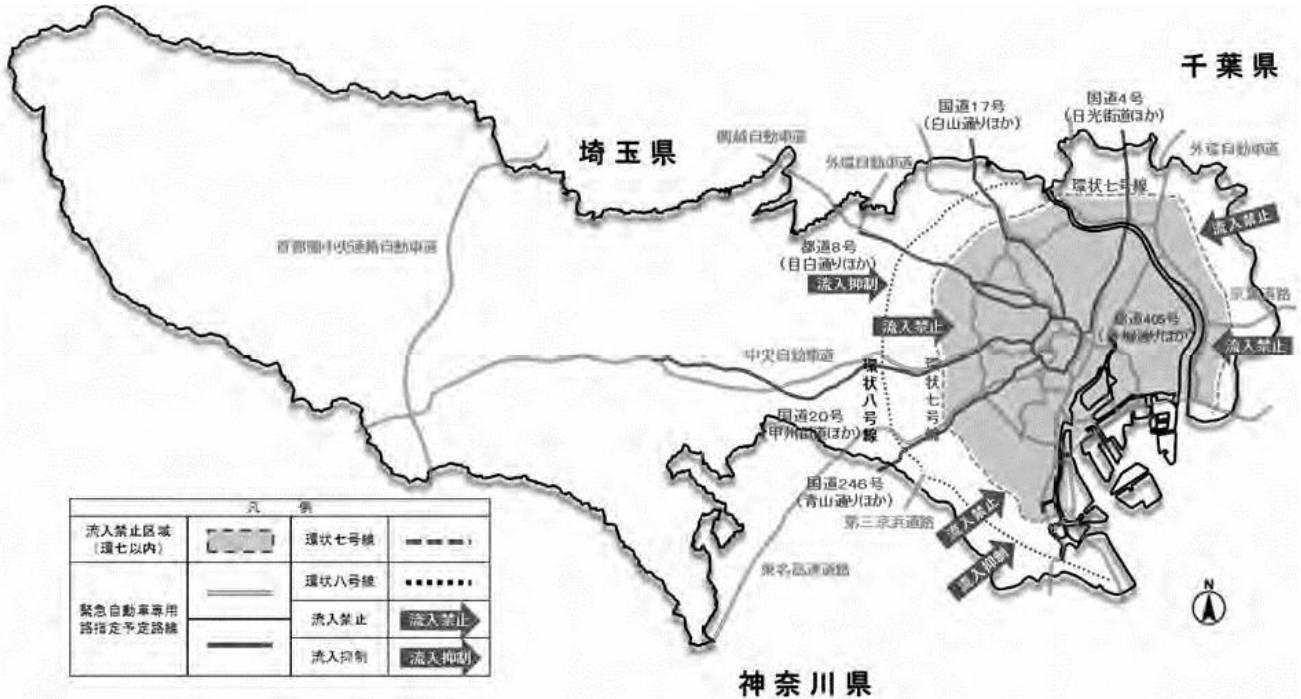 千葉県
国道4号
(日光街道ほか)
国道17号
(白山通りほか)
埼玉県
関越自動車道
外環自動車道
外環自動車道
環状七号線
流入禁止
首都圏中央連絡自動車道
都道8号
(目白通りほか)
流入抑制
京葉道路
都道405号
流入禁止
流入禁止
中央自動車道
環状八号線
環状七号線
国道20号
(甲州街道ほか)
国道246号
(青山通りほか)
第三京浜道路
流入禁止
流入抑制
東名高速道路
凡例
流入禁止区域
(環七以内)
環状七号線
環状八号線
緊急自動車専用
路指定予定路線
流入禁止
流入禁止
流入抑制
流入抑制
N
神奈川県